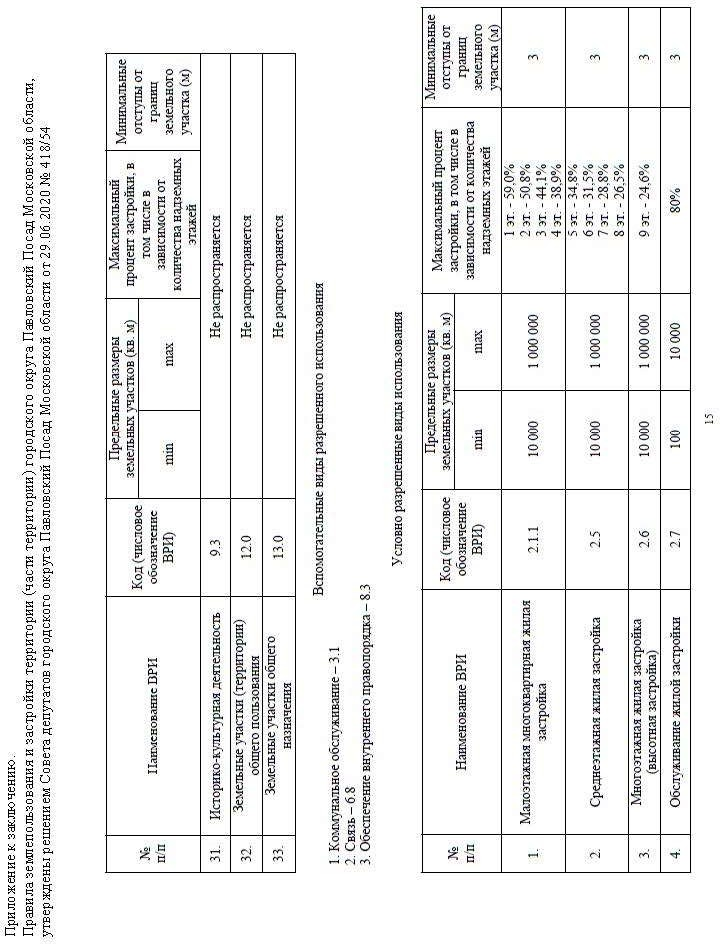 Приложение к заключению.
Правила землепользования и застройки территории (части территории) городского округа Павловский Посад Московской области,
утверждены решением Совета депутатов городского округа Павловский Посад Московской области от 29.06.2020 № 418/54
№ п/п
Наименование ВРИ
Код (числовое обозначение ВРИ)
Предельные размеры земельных участков (кв. м)
min
max
Максимальный процент застройки, в том числе в зависимости от количества надземных этажей
Минимальные отступы от границ земельного участка (м)
31. Историко-культурная деятельность 9.3 Не распространяется
32. Земельные участки (территории) общего пользования 12.0 Не распространяется
33. Земельные участки общего назначения 13.0 Не распространяется
Вспомогательные виды разрешенного использования
1. Коммунальное обслуживание – 3.1
2. Связь – 6.8
3. Обеспечение внутреннего правопорядка – 8.3
Условно разрешенные виды использования
№ п/п
Наименование ВРИ
Код (числовое обозначение ВРИ)
Предельные размеры земельных участков (кв. м)
min
max
Максимальный процент застройки, в том числе в зависимости от количества надземных этажей
Минимальные отступы от границ земельного участка (м)
1. Малоэтажная многоквартирная жилая застройка 2.1.1 10 000 1 000 000
1 эт. - 59,0%
2 эт. - 50,8%
3 эт. - 44,1%
4 эт. - 38,9%
3
2. Среднеэтажная жилая застройка 2.5 10 000 1 000 000
5 эт. - 34,8%
6 эт. - 31,5%
7 эт. - 28,8%
8 эт. - 26,5%
3
3. Многоэтажная жилая застройка (высотная застройка) 2.6 10 000 1 000 000 9 эт. - 24,6% 3
4. Обслуживание жилой застройки 2.7 100 10 000 80% 3
15